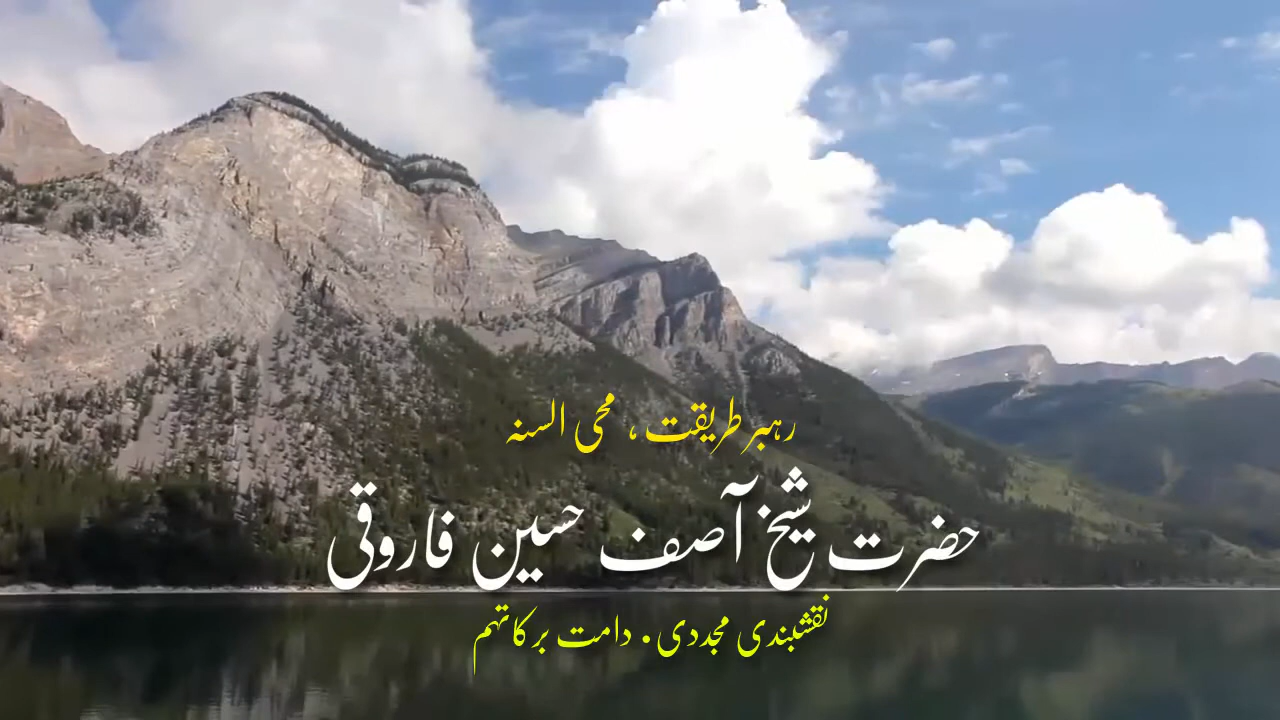 رہبر طریقت، محی السنہ
حضرت شیخ آصف حسین فاروقی
نقشبندی مجددی۔ دامت برکاتہم